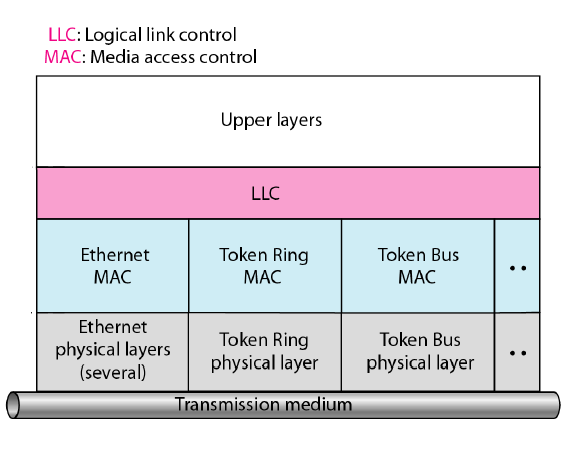 LLC: Logical link control
MAC: Media access control
Upper layers
LLC
Ethernet
MAC
Token Ring
MAC
Token Bus
MAC
..
Ethernet
physical layers
(several)
Token Ring
physical layer
Token Bus
physical layer
..
Transmission medium